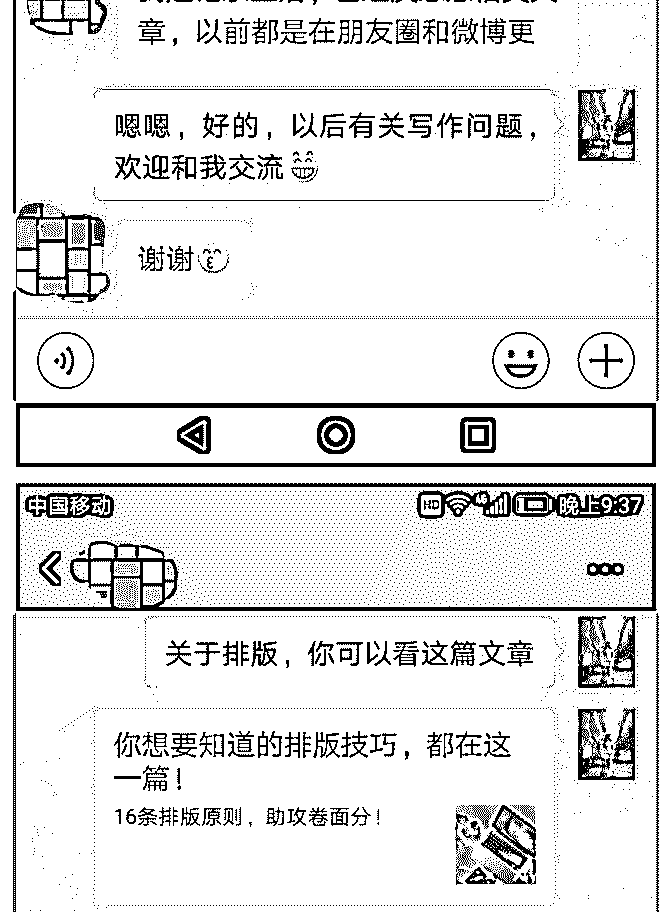 章，以前都是在朋友圈和微博更
嗯嗯，好的，以后有关写作问题，
欢迎和我交流
谢谢
中国移动
HD 4G 晚上9:37
关于排版，你可以看这篇文章
你想要知道的排版技巧，都在这
一篇！
16条排版原则，助攻卷面分！